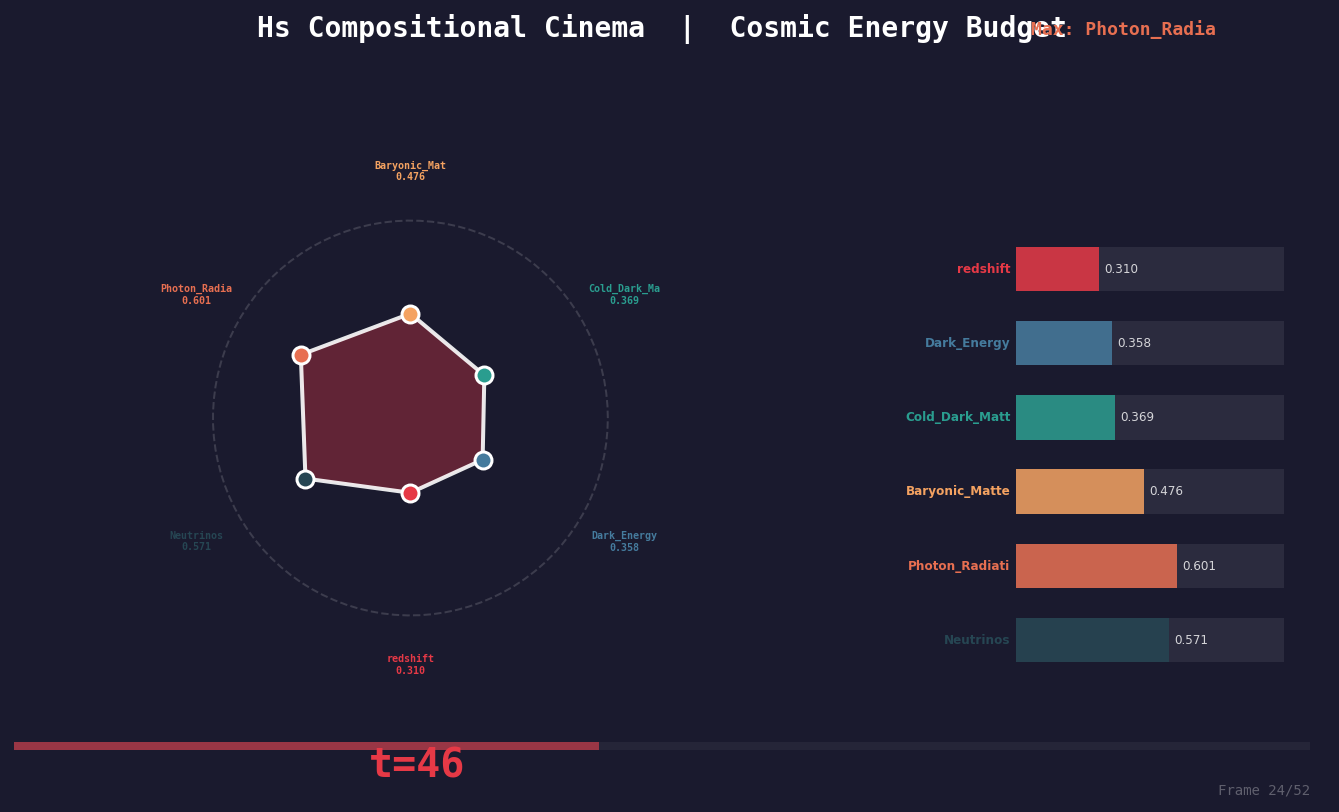 Hs Compositional Cinema | Cosmic Energy Budget
Max: Photon_Radia
Baryonic_Mat
0.476
Photon_Radia
0.601
Cold_Dark_Ma
0.369
Neutrinos
0.571
Dark_Energy
0.358
redshift
0.310
redshift 0.310
Dark_Energy 0.358
Cold_Dark_Matt 0.369
Baryonic_Matte 0.476
Photon_Radiati 0.601
Neutrinos 0.571
t=46
Frame 24/52